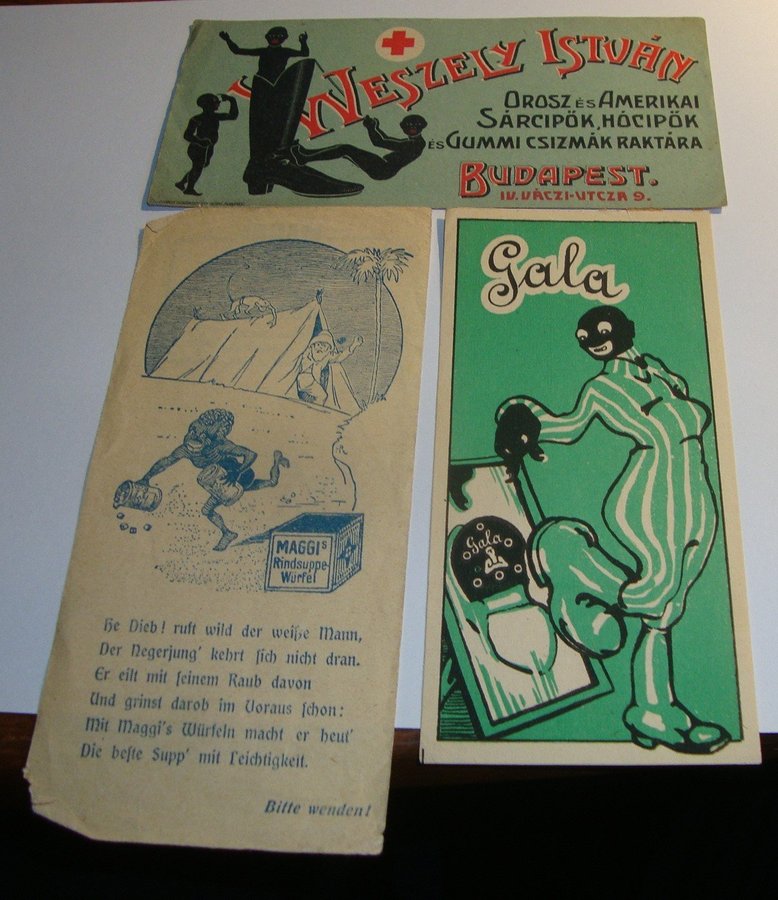 WESZELY ISTVÁN
OROSZ ÉS AMERIKAI
SÁRCIPŐK, HÓCIPŐK
ÉS GUMMI CSIZMÁK RAKTÁRA
BUDAPEST.
IV. VÁCZI-UTCZA 9.
MAGGIs
Rindsuppe-
Würfel
He Dieb! ruft wild der weiße Mann,
Der Negerjung' kehrt sich nicht dran.
Er eilt mit seinem Raub davon
Und grinst darob im Voraus schon:
Mit Maggi's Würfeln macht er heut'
Die beste Supp' mit Leichtigkeit.
Bitte wenden!
Gala
Gala